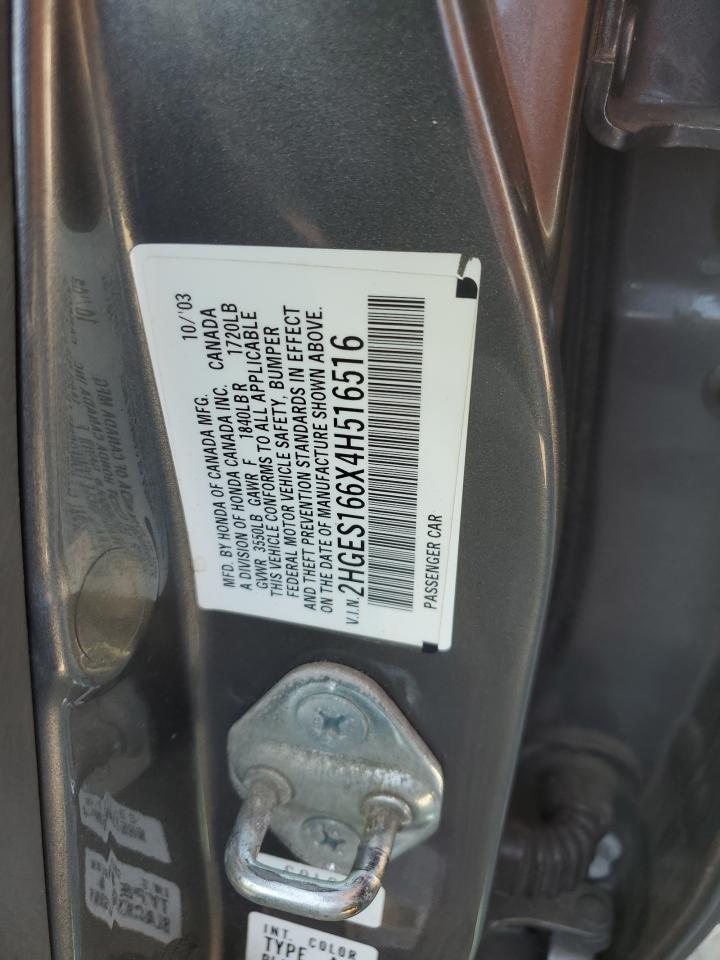 MFD. BY HONDA OF CANADA MFG. 10/'03
A DIVISION OF HONDA CANADA INC. CANADA
GVWR 3550LB GAWR F 1840LB R 1720LB
THIS VEHICLE CONFORMS TO ALL APPLICABLE
FEDERAL MOTOR VEHICLE SAFETY, BUMPER
AND THEFT PREVENTION STANDARDS IN EFFECT
ON THE DATE OF MANUFACTURE SHOWN ABOVE.
V.I.N. 2HGES166X4H516516
PASSENGER CAR
INT. COLOR
TYPE